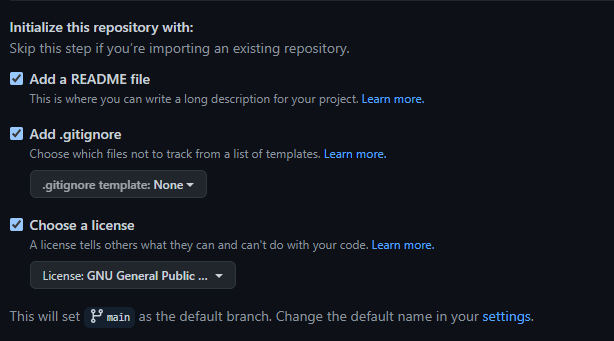 Initialize this repository with:
Skip this step if you're importing an existing repository.
Add a README file
This is where you can write a long description for your project. Learn more.
Add .gitignore
Choose which files not to track from a list of templates. Learn more.
.gitignore template: None
Choose a license
A license tells others what they can and can't do with your code. Learn more.
License: GNU General Public ...
This will set main as the default branch. Change the default name in your settings.